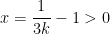 x = \frac{1}{3k} - 1 > 0